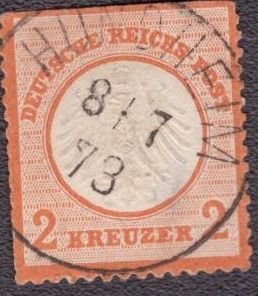 DEUTSCHE REICHS-POST
8/7
73
2 KREUZER 2